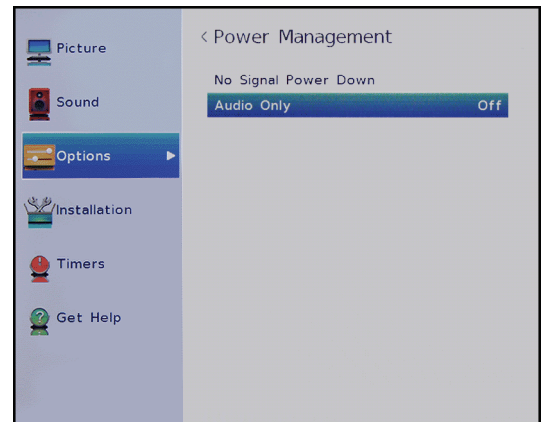 Picture
Sound
Options
Installation
Timers
Get Help
< Power Management
No Signal Power Down
Audio Only Off